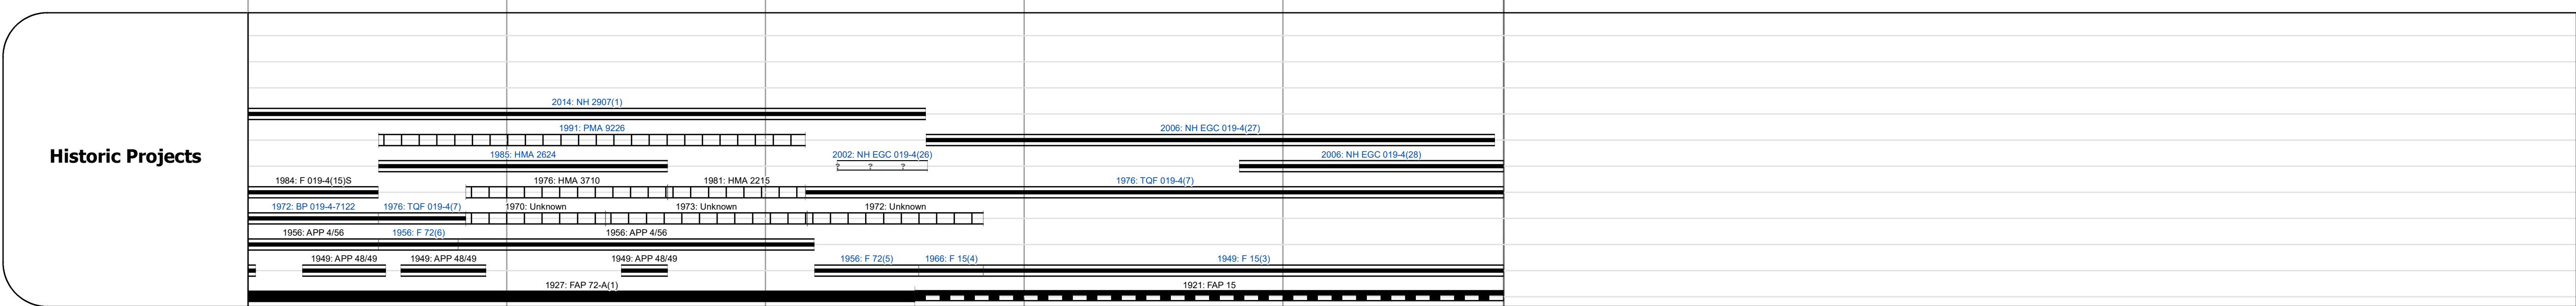 2014: NH 2907(1)
1991: PMA 9226
2006: NH EGC 019-4(27)
Historic Projects
1985: HMA 2624
2002: NH EGC 019-4(26)
2006: NH EGC 019-4(28)
? ? ?
1984: F 019-4(15)S
1976: HMA 3710
1981: HMA 2215
1976: TQF 019-4(7)
1972: BP 019-4-7122
1976: TQF 019-4(7)
1970: Unknown
1973: Unknown
1972: Unknown
1956: APP 4/56
1956: F 72(6)
1956: APP 4/56
1949: APP 48/49
1949: APP 48/49
1949: APP 48/49
1956: F 72(5)
1966: F 15(4)
1949: F 15(3)
1927: FAP 72-A(1)
1921: FAP 15